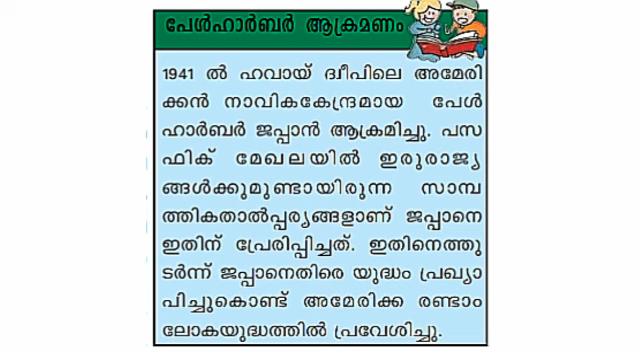 പേൾഹാർബർ ആക്രമണം
1941 ൽ ഹവായ് ദ്വീപിലെ അമേരി
ക്കൻ നാവികകേന്ദ്രമായ പേൾ
ഹാർബർ ജപ്പാൻ ആക്രമിച്ചു. പസ
ഫിക് മേഖലയിൽ ഇരുരാജ്യ
ങ്ങൾക്കുമുണ്ടായിരുന്ന സാമ്പ
ത്തികതാൽപ്പര്യങ്ങളാണ് ജപ്പാനെ
ഇതിന് പ്രേരിപ്പിച്ചത്. ഇതിനെത്തു
ടർന്ന് ജപ്പാനെതിരെ യുദ്ധം പ്രഖ്യാ
പിച്ചുകൊണ്ട് അമേരിക്ക രണ്ടാം
ലോകയുദ്ധത്തിൽ പ്രവേശിച്ചു.